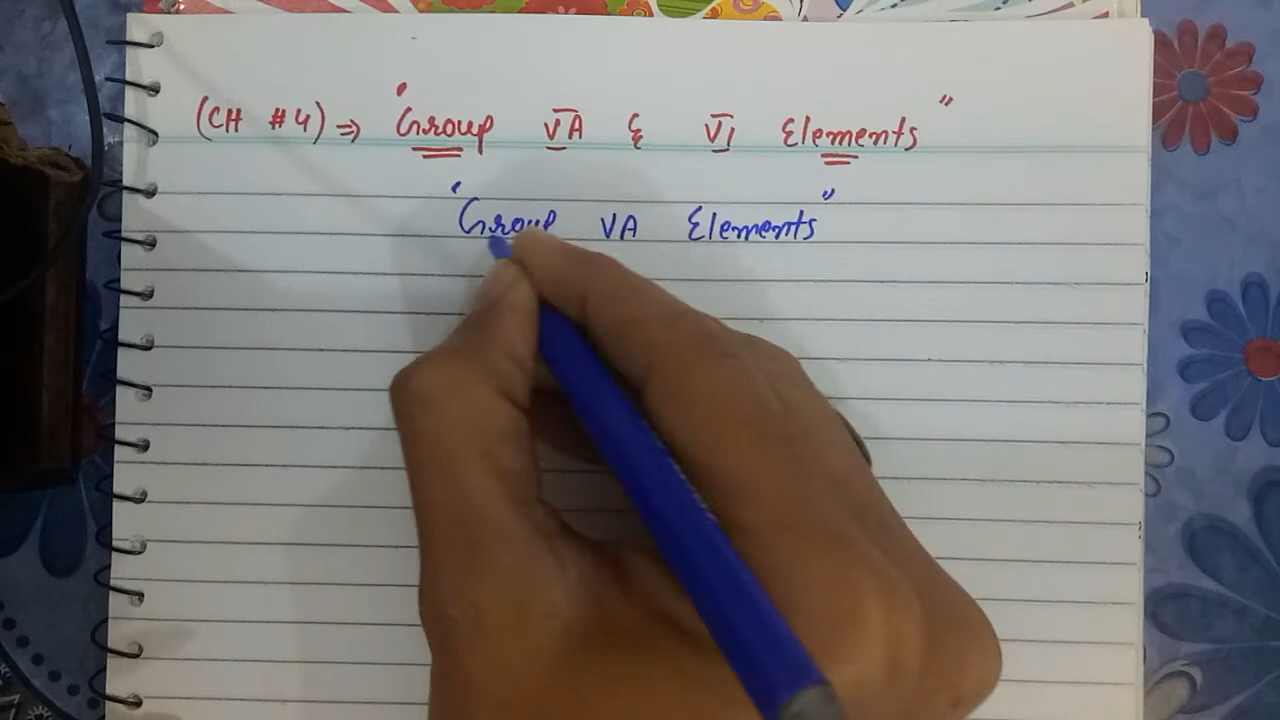 (CH #4) ⇒ "Group VA & VI Elements"
"Group VA Elements"